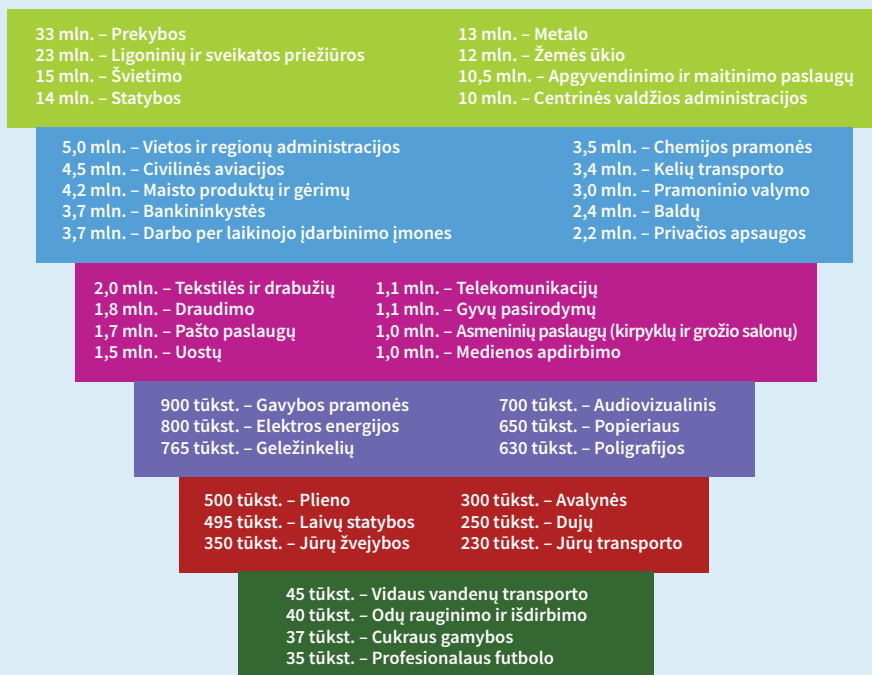 33 mln. – Prekybos
23 mln. – Ligoninių ir sveikatos priežiūros
15 mln. – Švietimo
14 mln. – Statybos
13 mln. – Metalo
12 mln. – Žemės ūkio
10,5 mln. – Apgyvendinimo ir maitinimo paslaugų
10 mln. – Centrinės valdžios administracijos
5,0 mln. – Vietos ir regionų administracijos
4,5 mln. – Civilinės aviacijos
4,2 mln. – Maisto produktų ir gėrimų
3,7 mln. – Bankininkystės
3,7 mln. – Darbo per laikinojo įdarbinimo įmones
3,5 mln. – Chemijos pramonės
3,4 mln. – Kelių transporto
3,0 mln. – Pramoninio valymo
2,4 mln. – Baldų
2,2 mln. – Privačios apsaugos
2,0 mln. – Tekstilės ir drabužių
1,8 mln. – Draudimo
1,7 mln. – Pašto paslaugų
1,5 mln. – Uostų
1,1 mln. – Telekomunikacijų
1,1 mln. – Gyvų pasirodymų
1,0 mln. – Asmeninių paslaugų (kirpyklų ir grožio salonų)
1,0 mln. – Medienos apdirbimo
900 tūkst. – Gavybos pramonės
800 tūkst. – Elektros energijos
765 tūkst. – Geležinkelių
700 tūkst. – Audiovizualinis
650 tūkst. – Popieriaus
630 tūkst. – Poligrafijos
500 tūkst. – Plieno
495 tūkst. – Laivų statybos
350 tūkst. – Jūrų žvejybos
300 tūkst. – Avalynės
250 tūkst. – Dujų
230 tūkst. – Jūrų transporto
45 tūkst. – Vidaus vandenų transporto
40 tūkst. – Odų rauginimo ir išdirbimo
37 tūkst. – Cukraus gamybos
35 tūkst. – Profesionalaus futbolo